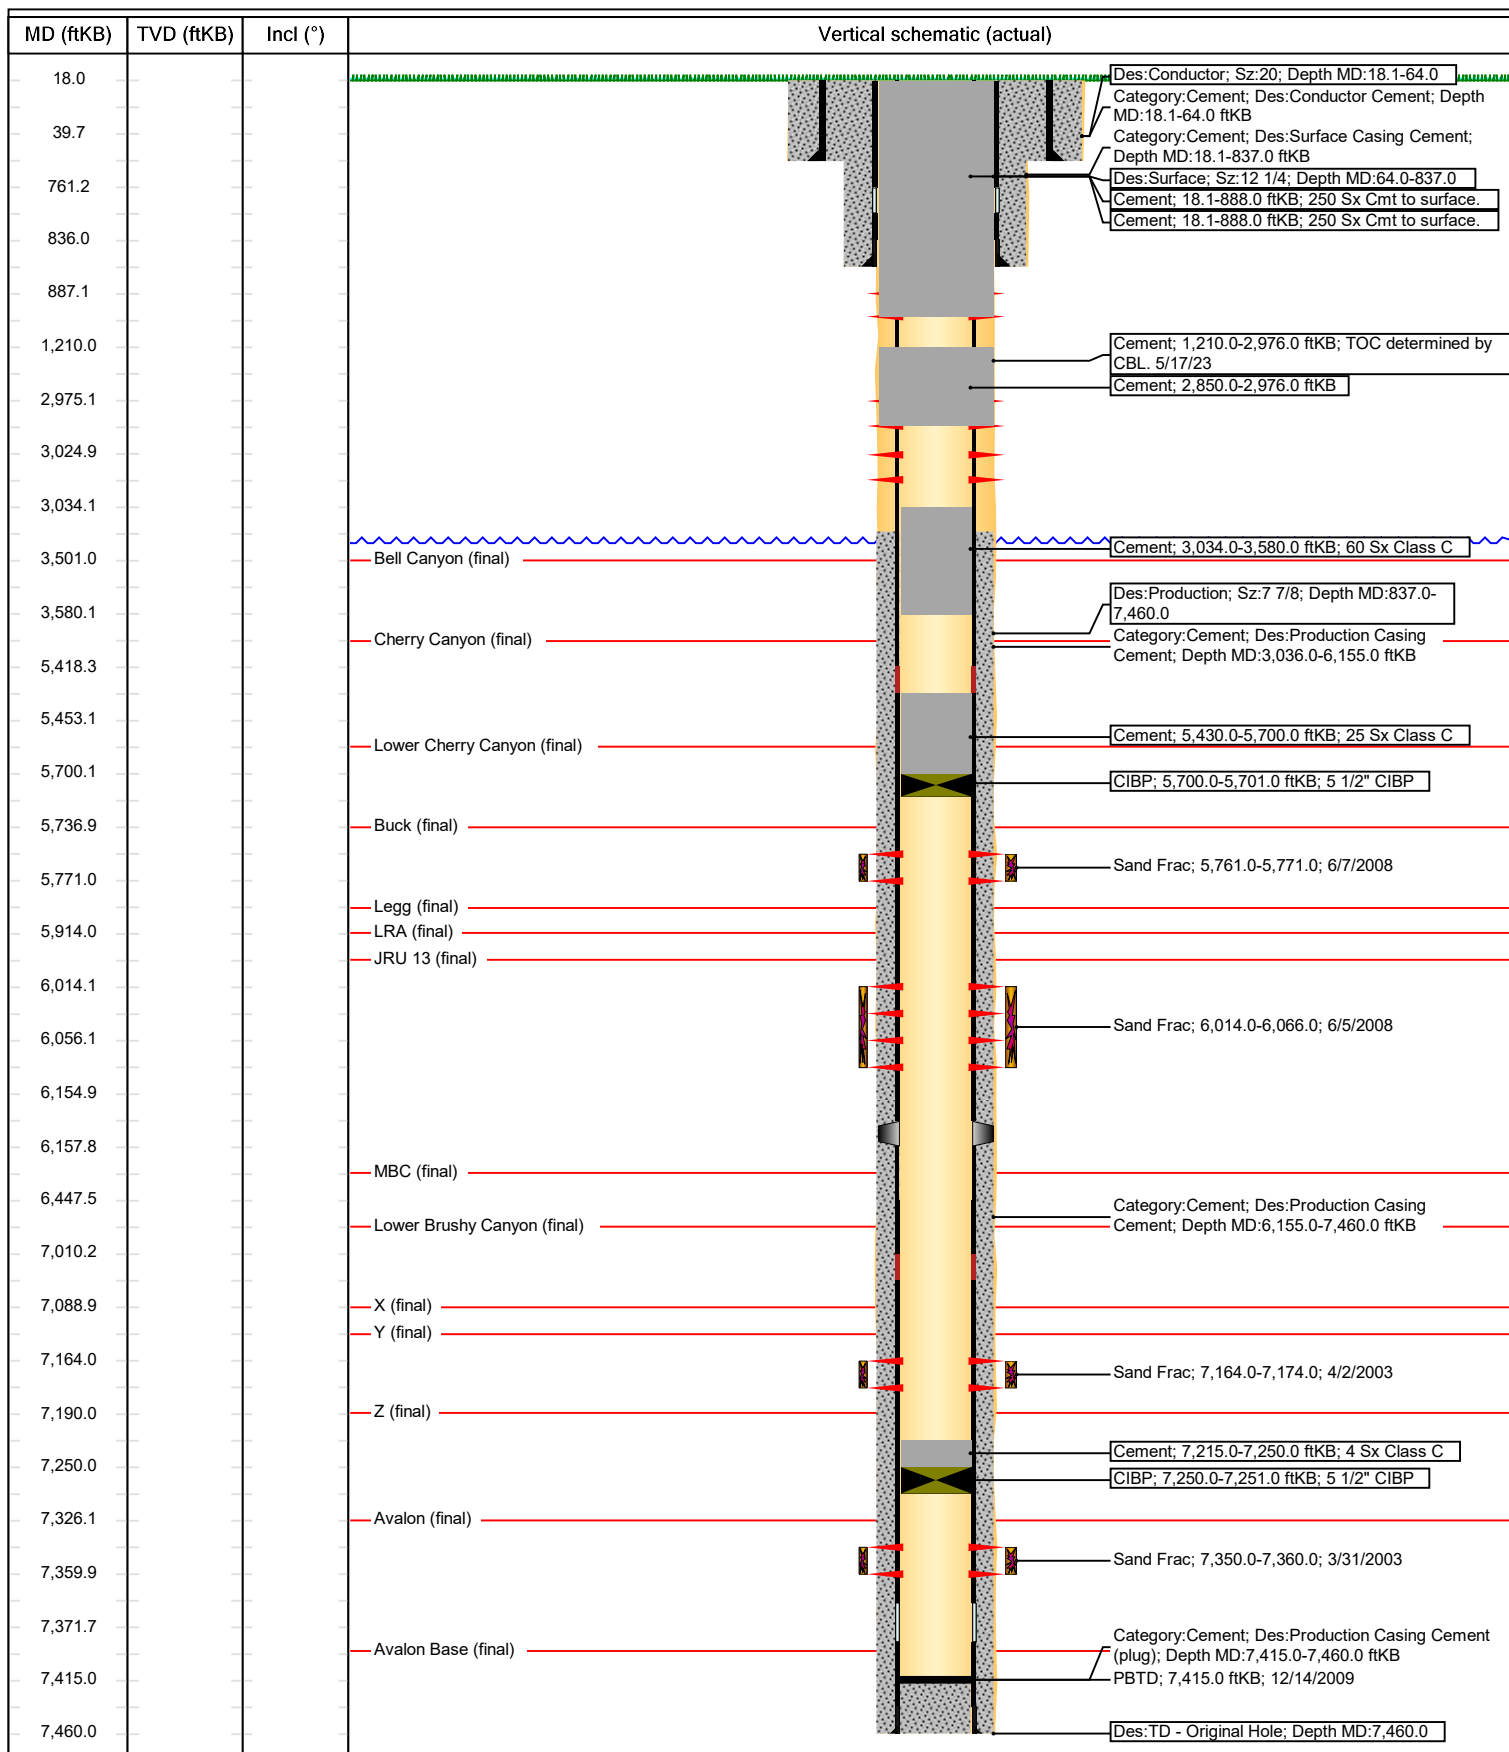 MD (ftKB) TVD (ftKB) Incl (°) Vertical schematic (actual)
18.0
Des:Conductor; Sz:20; Depth MD:18.1-64.0
Category:Cement; Des:Conductor Cement; Depth
MD:18.1-64.0 ftKB
39.7
Category:Cement; Des:Surface Casing Cement;
Depth MD:18.1-837.0 ftKB
Des:Surface; Sz:12 1/4; Depth MD:64.0-837.0
761.2
Cement; 18.1-888.0 ftKB; 250 Sx Cmt to surface.
Cement; 18.1-888.0 ftKB; 250 Sx Cmt to surface.
836.0
887.1
1,210.0
Cement; 1,210.0-2,976.0 ftKB; TOC determined by
CBL. 5/17/23
Cement; 2,850.0-2,976.0 ftKB
2,975.1
3,024.9
3,034.1
Cement; 3,034.0-3,580.0 ftKB; 60 Sx Class C
3,501.0
Bell Canyon (final)
Des:Production; Sz:7 7/8; Depth MD:837.0-
7,460.0
3,580.1
Cherry Canyon (final)
Category:Cement; Des:Production Casing
Cement; Depth MD:3,036.0-6,155.0 ftKB
5,418.3
5,453.1
Cement; 5,430.0-5,700.0 ftKB; 25 Sx Class C
Lower Cherry Canyon (final)
5,700.1
CIBP; 5,700.0-5,701.0 ftKB; 5 1/2" CIBP
5,736.9
Buck (final)
Sand Frac; 5,761.0-5,771.0; 6/7/2008
5,771.0
Legg (final)
5,914.0
LRA (final)
JRU 13 (final)
6,014.1
Sand Frac; 6,014.0-6,066.0; 6/5/2008
6,056.1
6,154.9
6,157.8
MBC (final)
6,447.5
Category:Cement; Des:Production Casing
Cement; Depth MD:6,155.0-7,460.0 ftKB
Lower Brushy Canyon (final)
7,010.2
7,088.9
X (final)
Y (final)
7,164.0
Sand Frac; 7,164.0-7,174.0; 4/2/2003
7,190.0
Z (final)
Cement; 7,215.0-7,250.0 ftKB; 4 Sx Class C
7,250.0
CIBP; 7,250.0-7,251.0 ftKB; 5 1/2" CIBP
7,326.1
Avalon (final)
Sand Frac; 7,350.0-7,360.0; 3/31/2003
7,359.9
7,371.7
Category:Cement; Des:Production Casing Cement
(plug); Depth MD:7,415.0-7,460.0 ftKB
Avalon Base (final)
7,415.0
PBTD; 7,415.0 ftKB; 12/14/2009
7,460.0
Des:TD - Original Hole; Depth MD:7,460.0